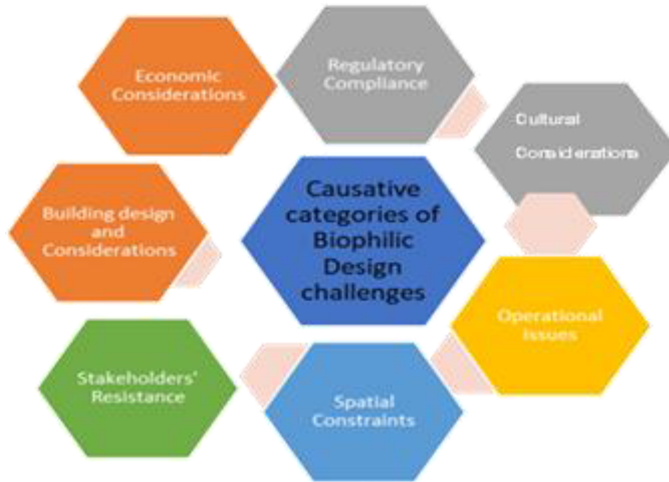 Economic
Considerations
Regulatory
Compliance
Cultural
Considerations
Building design
and
Considerations
Causative
categories of
Biophilic
Design
challenges
Operational
Issues
Stakeholders'
Resistance
Spatial
Constraints